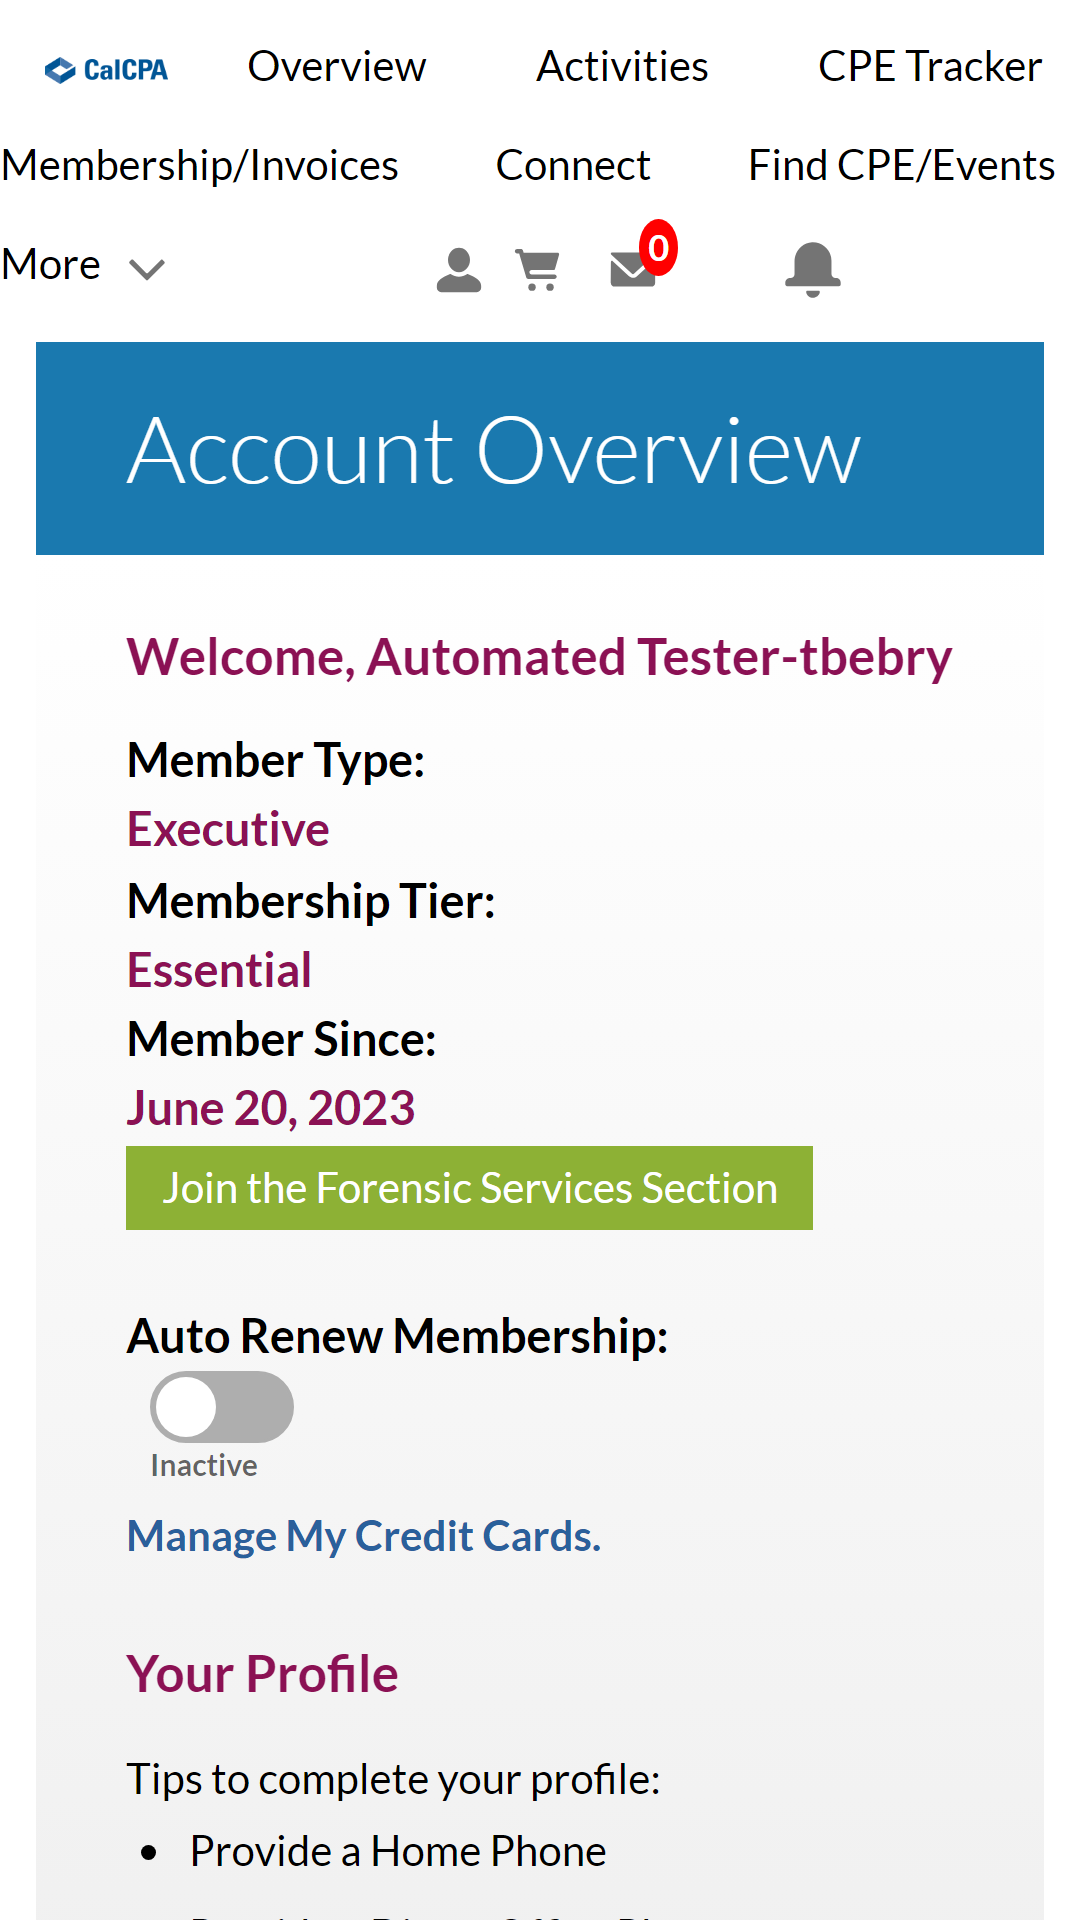 CalCPA Overview Activities CPE Tracker
Membership/Invoices Connect Find CPE/Events
More 0
Account Overview
Welcome, Automated Tester-tbebry
Member Type:
Executive
Membership Tier:
Essential
Member Since:
June 20, 2023
Join the Forensic Services Section
Auto Renew Membership:
Inactive
Manage My Credit Cards.
Your Profile
Tips to complete your profile:
• Provide a Home Phone